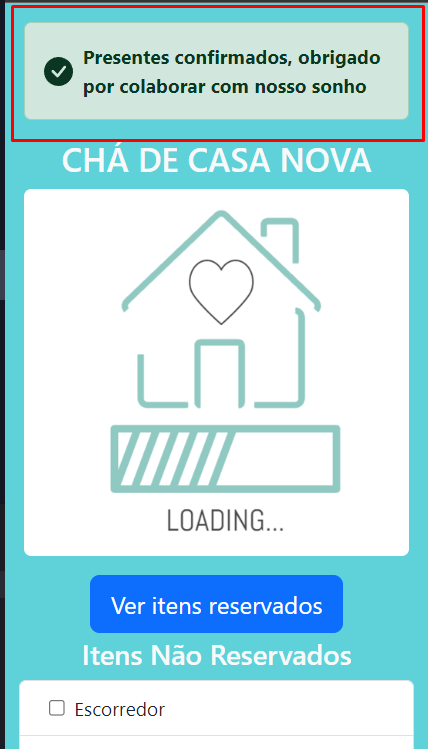 Presentes confirmados, obrigado
por colaborar com nosso sonho
CHÁ DE CASA NOVA
LOADING...
Ver itens reservados
Itens Não Reservados
Escorredor